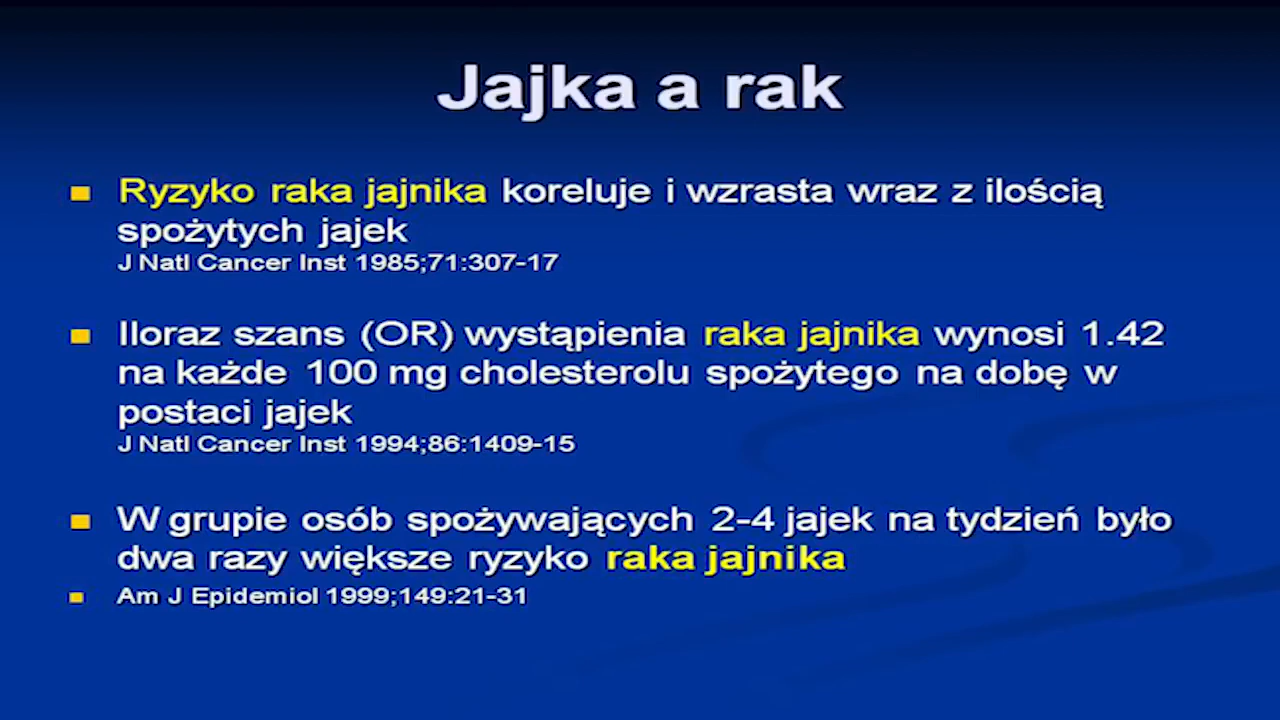 Jajka a rak
Ryzyko raka jajnika koreluje i wzrasta wraz z ilością
spożytych jajek
J Natl Cancer Inst 1985;71:307-17
Iloraz szans (OR) wystąpienia raka jajnika wynosi 1.42
na każde 100 mg cholesterolu spożytego na dobę w
postaci jajek
J Natl Cancer Inst 1994;86:1409-15
W grupie osób spożywających 2-4 jajek na tydzień było
dwa razy większe ryzyko raka jajnika
Am J Epidemiol 1999;149:21-31